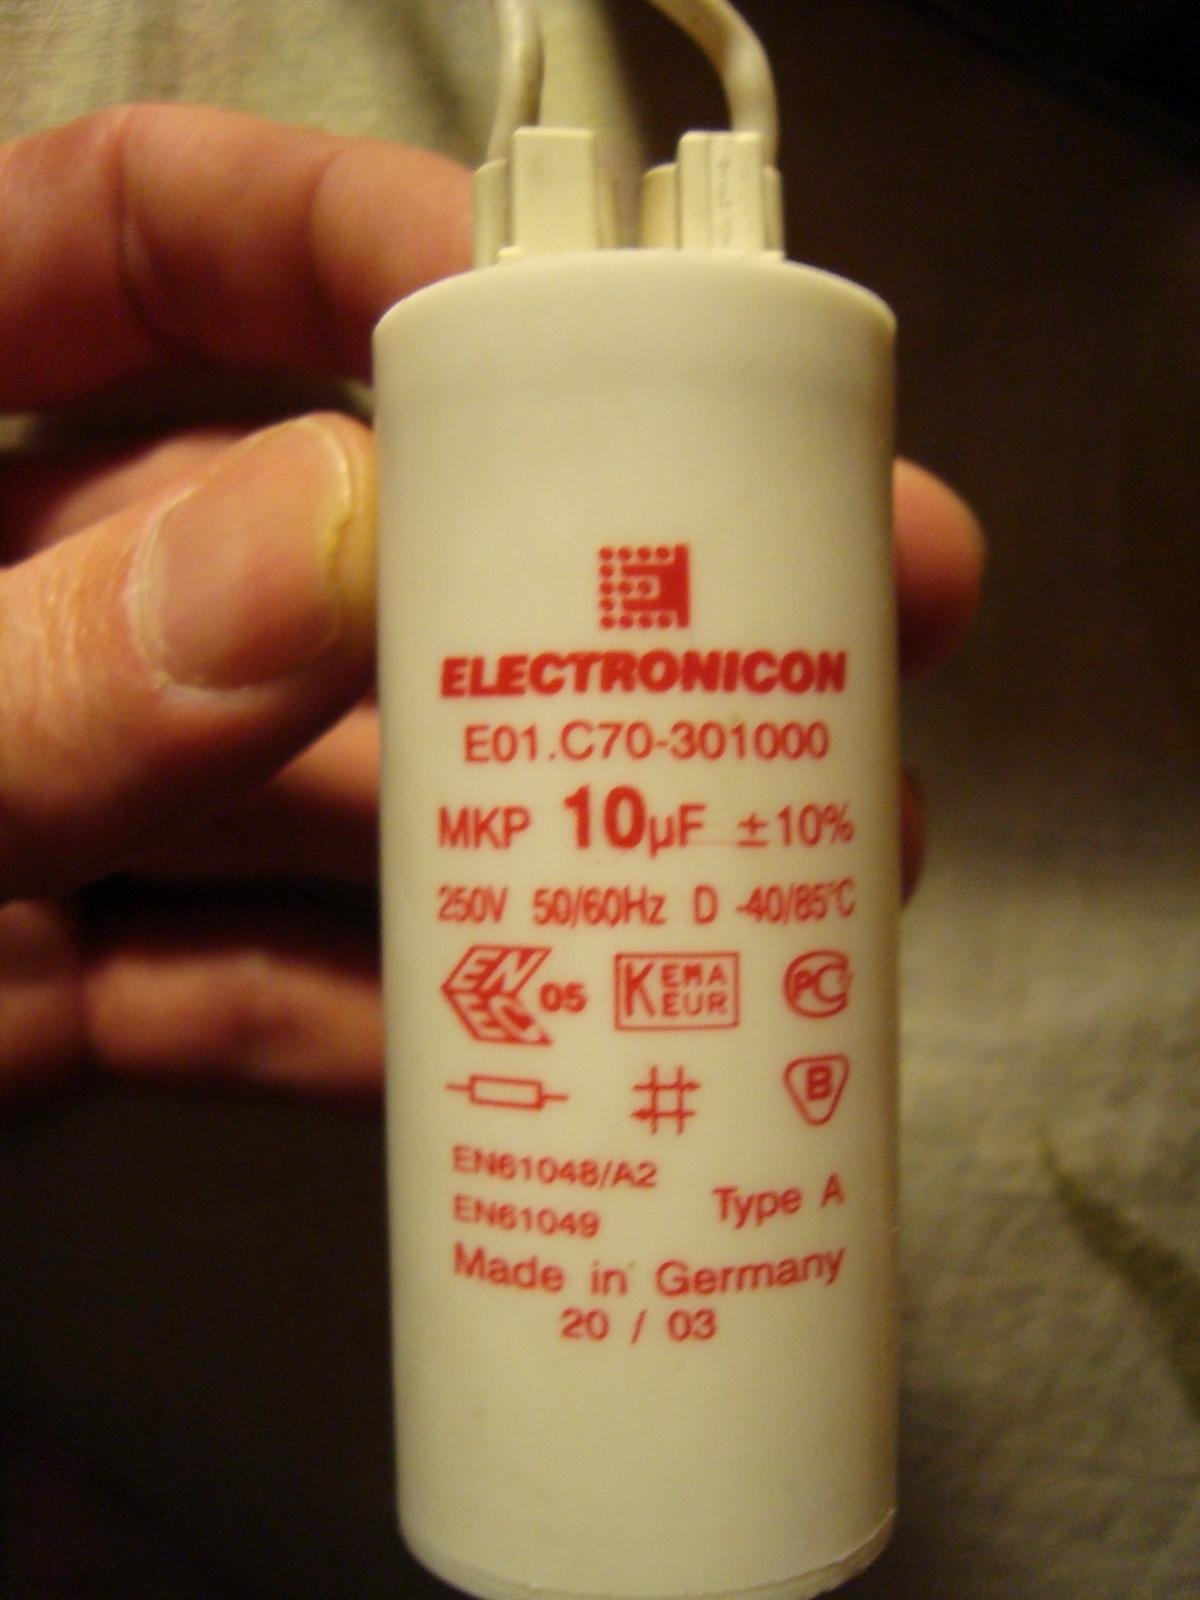 ELECTRONICON
E01.C70-301000
MKP 10µF ±10%
250V 50/60Hz D -40/85°C
EN EC 05 KEMA EUR PC
B
EN61048/A2
EN61049 Type A
Made in Germany
20 / 03